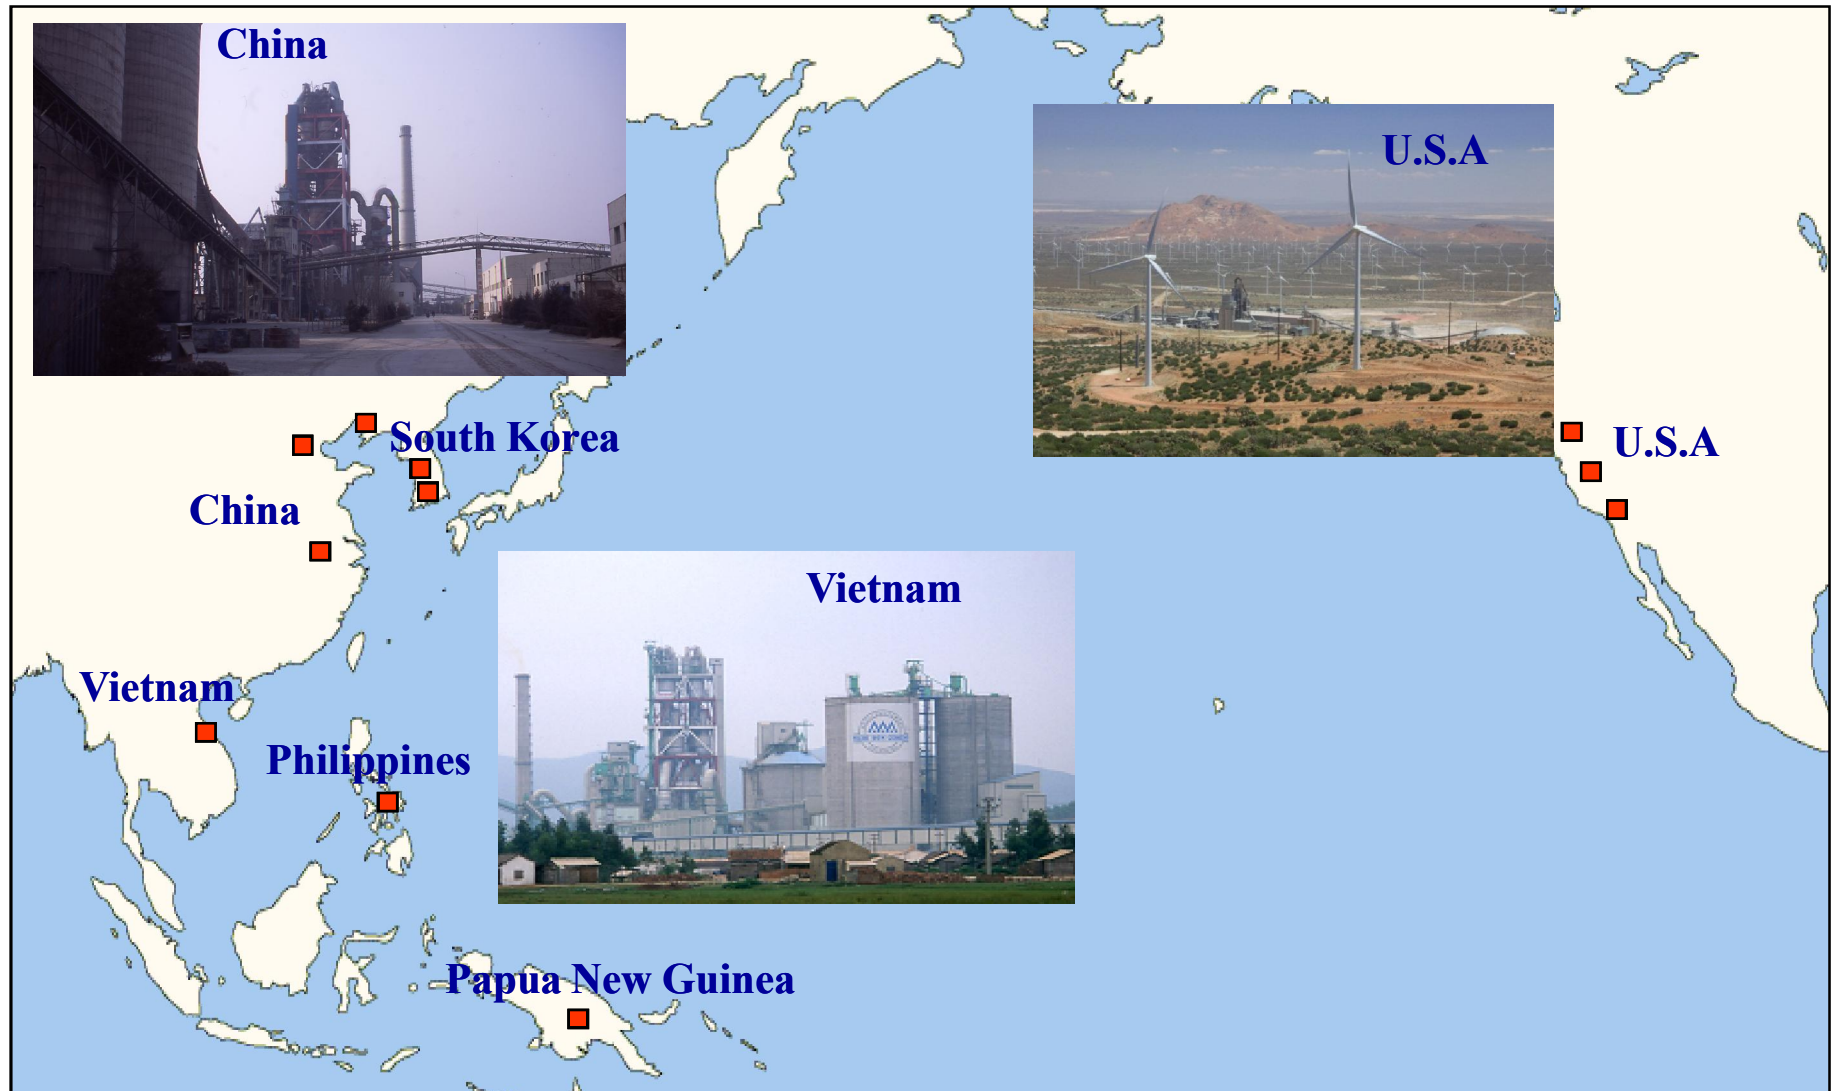 China
U.S.A
South Korea
U.S.A
China
Vietnam
Vietnam
Philippines
Papua New Guinea